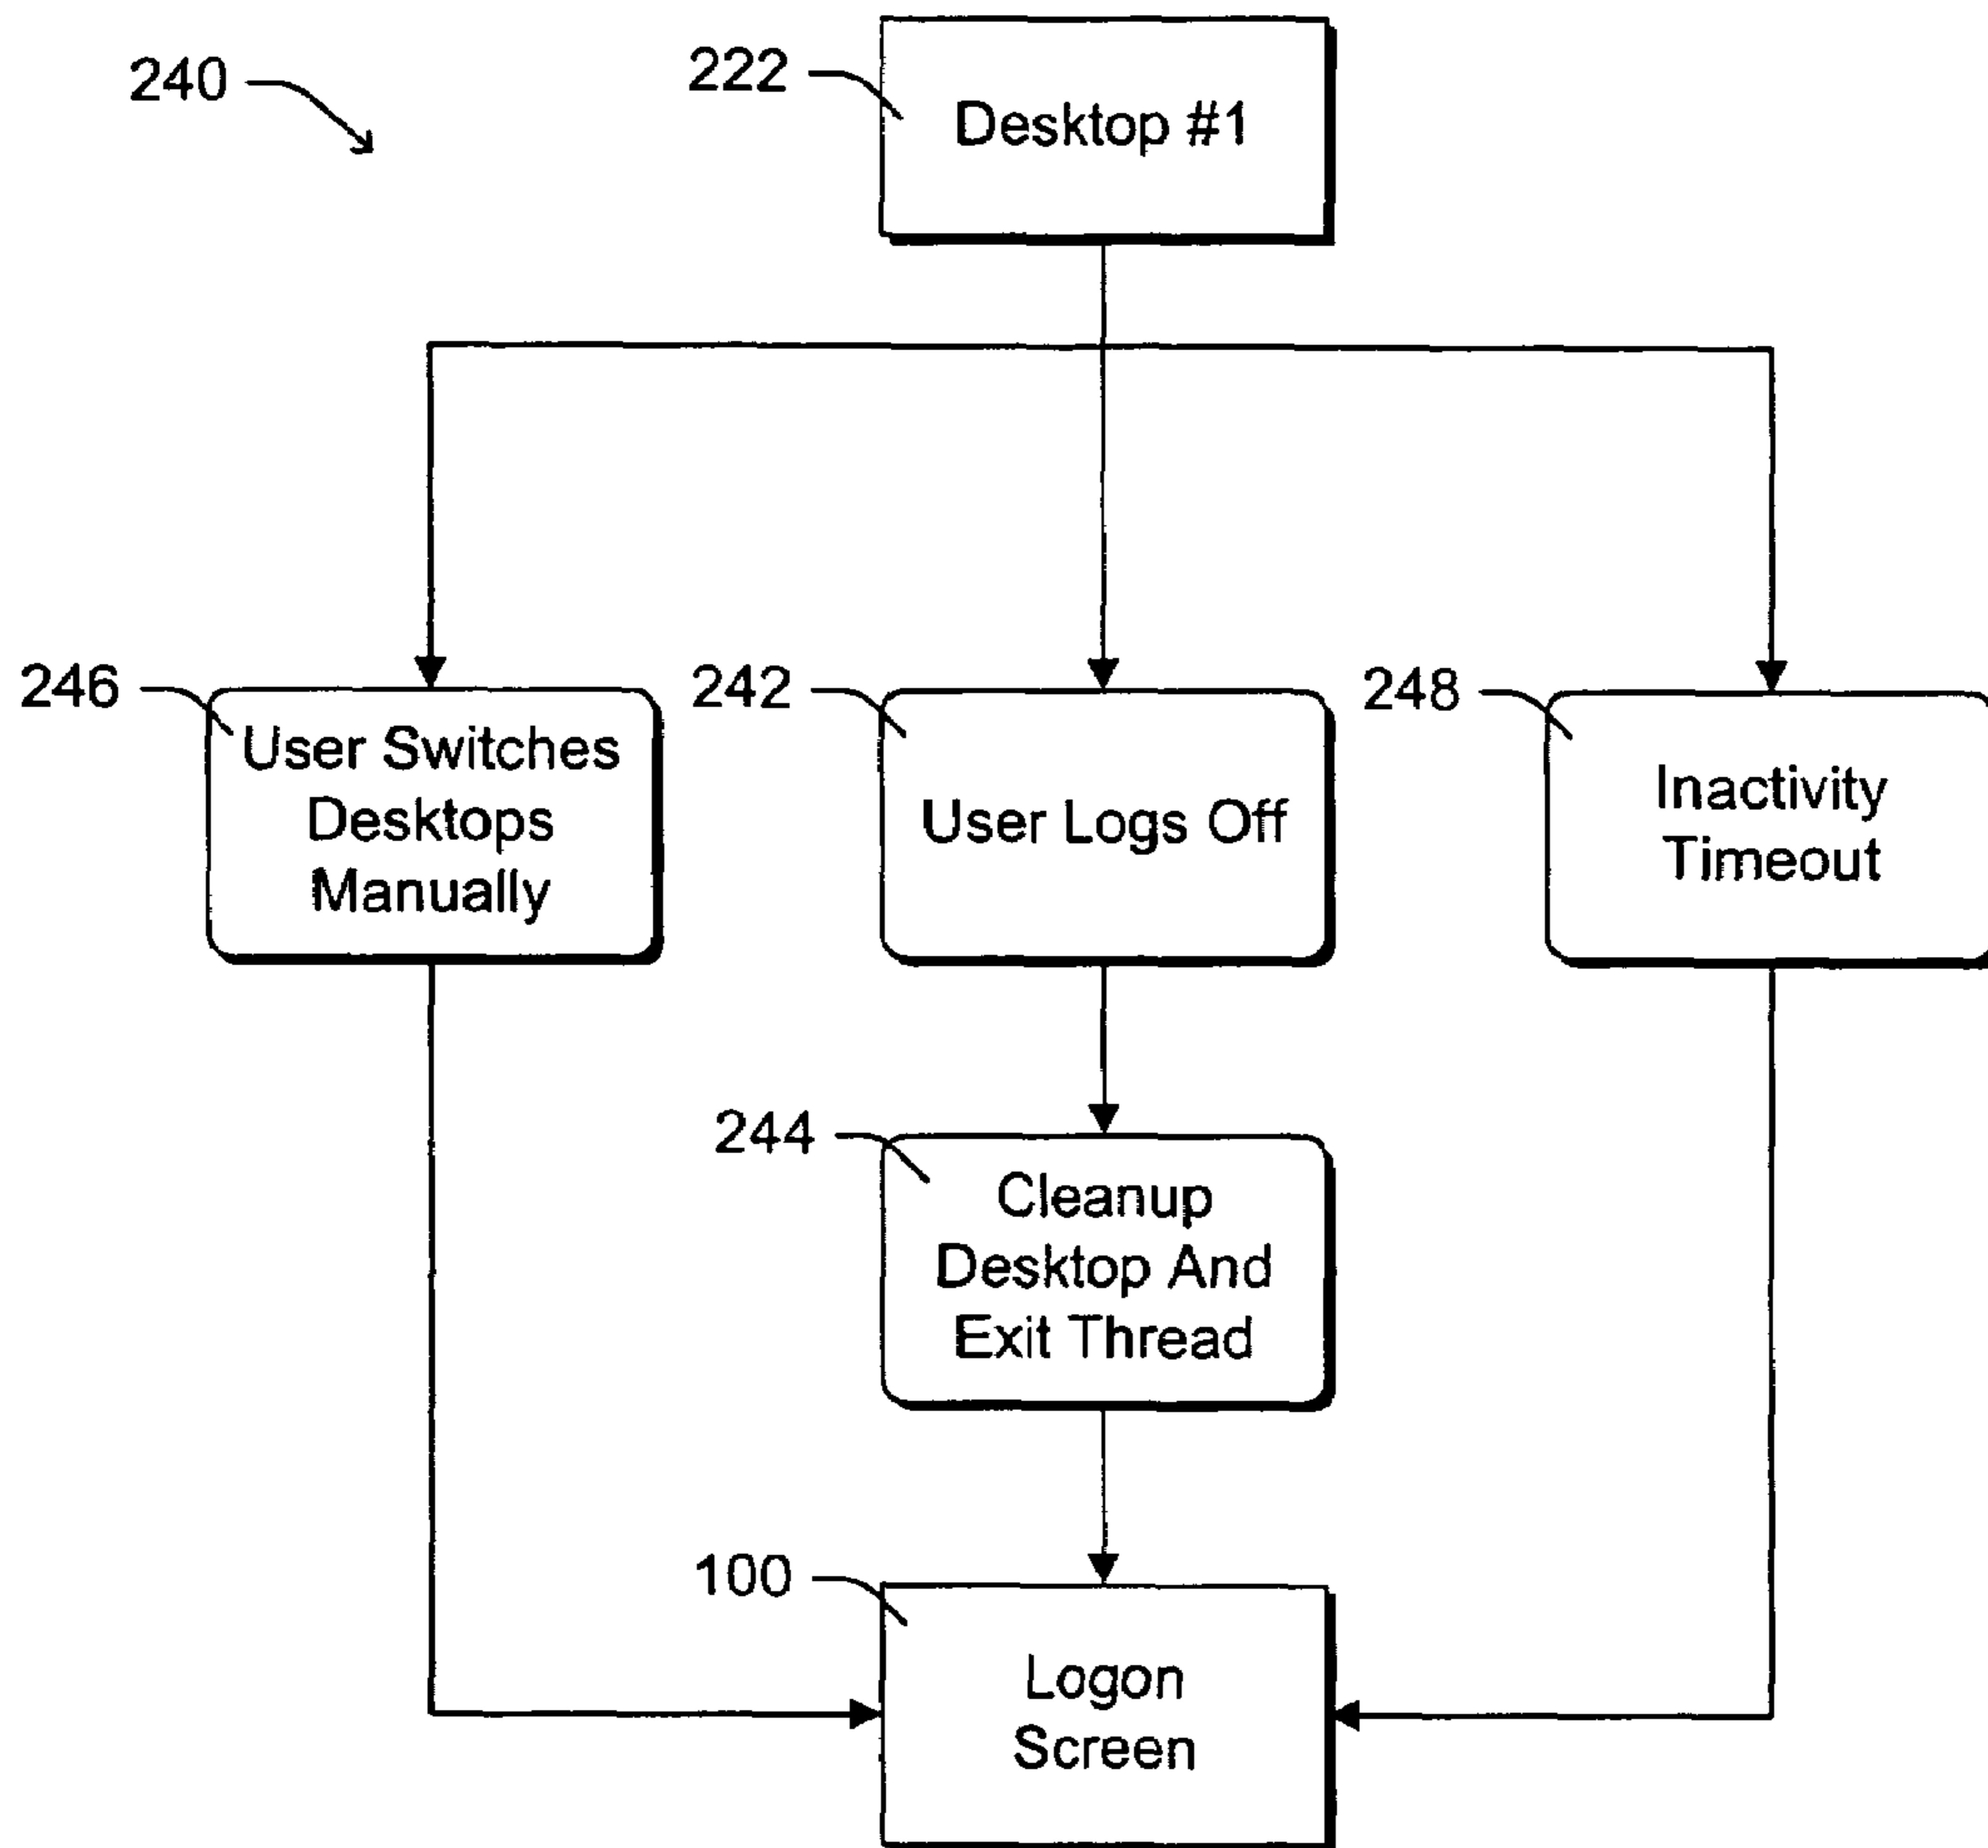 240
222
Desktop #1
246
User Switches
Desktops
Manually
242
User Logs Off
248
Inactivity
Timeout
244
Cleanup
Desktop And
Exit Thread
100
Logon
Screen